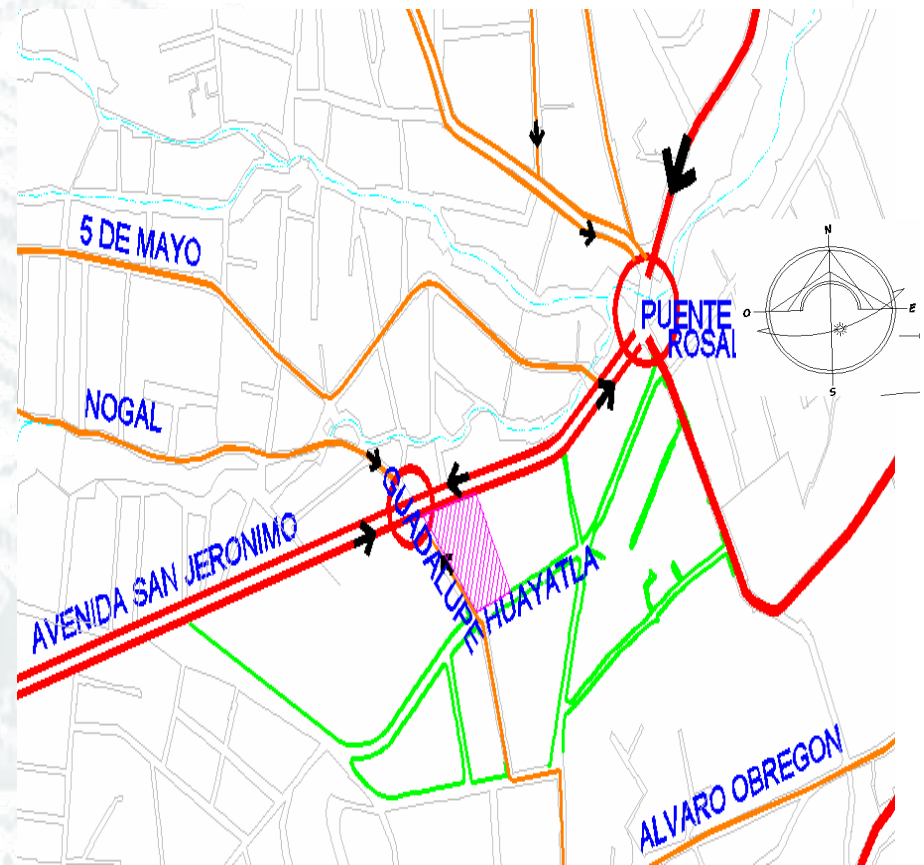 5 DE MAYO
N
O
E
PUENTE
ROSAL
S
NOGAL
GUADALUPE
AVENIDA SAN JERONIMO
HUAYATLA
ALVARO OBREGON